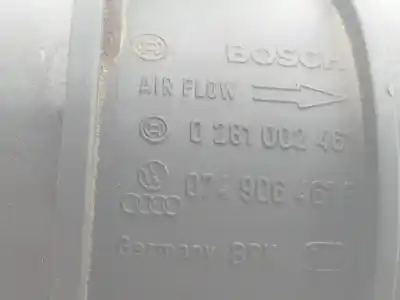 BOSCH
AIR FLOW
0 281 002 46
074 906 461
Germany